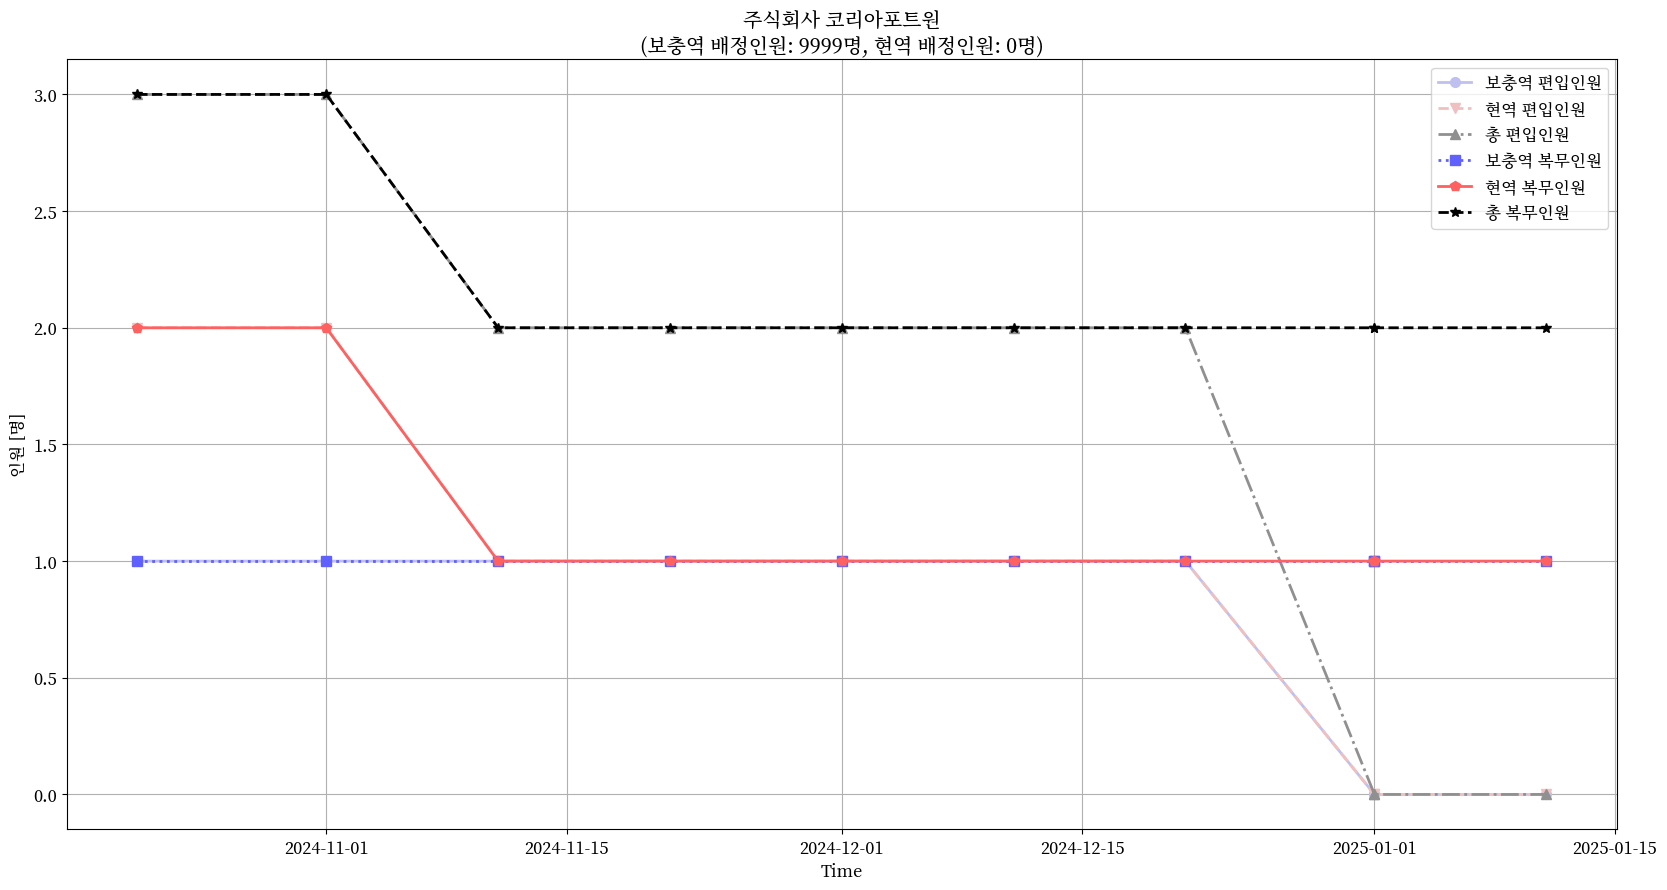 주식회사 코리아포트원
(보충역 배정인원: 9999명, 현역 배정인원: 0명)
보충역 편입인원
현역 편입인원
총 편입인원
보충역 복무인원
현역 복무인원
총 복무인원
인원 [명]
3.0
2.5
2.0
1.5
1.0
0.5
0.0
2024-11-01
2024-11-15
2024-12-01
2024-12-15
2025-01-01
2025-01-15
Time